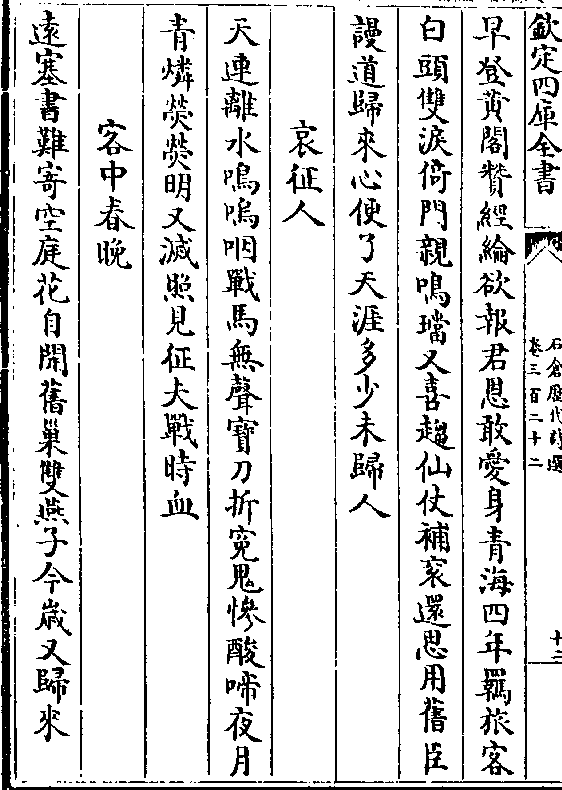 欽定四庫全書
石倉歷代詩選
卷三百二十二
十二
早登黄閣贊經綸欲報君恩敢愛身青海四年羈旅客
白頭雙淚倚門親鳴璫又喜趨仙仗補衮還思用舊臣
謾道歸來心便了天涯多少未歸人
哀征人
天連離水鳴嗚咽戰馬無聲寶刀折寃鬼慘酸啼夜月
青燐熒熒明又滅照見征夫戰時血
客中春晚
遠塞書難寄空庭花自開舊巢雙燕子今歲又歸來